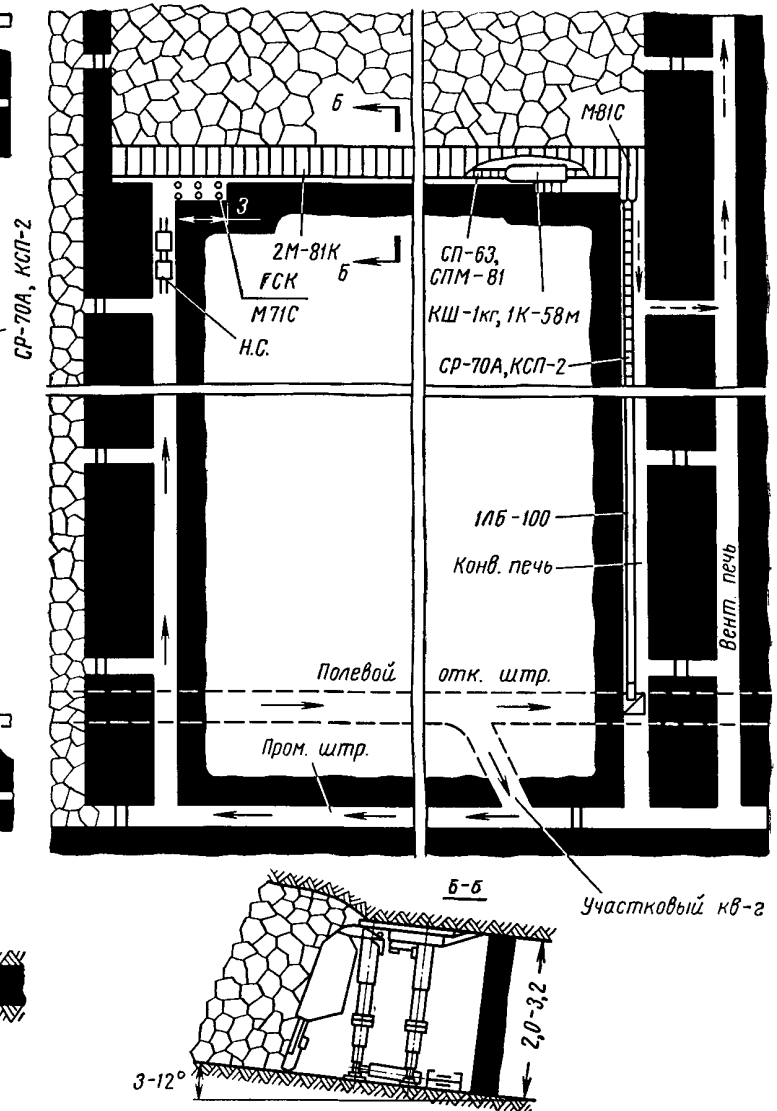 СР-70А, КСП-2
Б
М81С
3
2М-81К
Б
ГСК
М71С
Н.С.
СП-63,
СПМ-81
КШ-1кг, 1К-58м
СР-70А, КСП-2
1ЛБ-100
Конв. печь
Вент. печь
Полевой отк. штр.
Пром. штр.
Участковый кв-г
Б-Б
2,0-3,2
3-12°